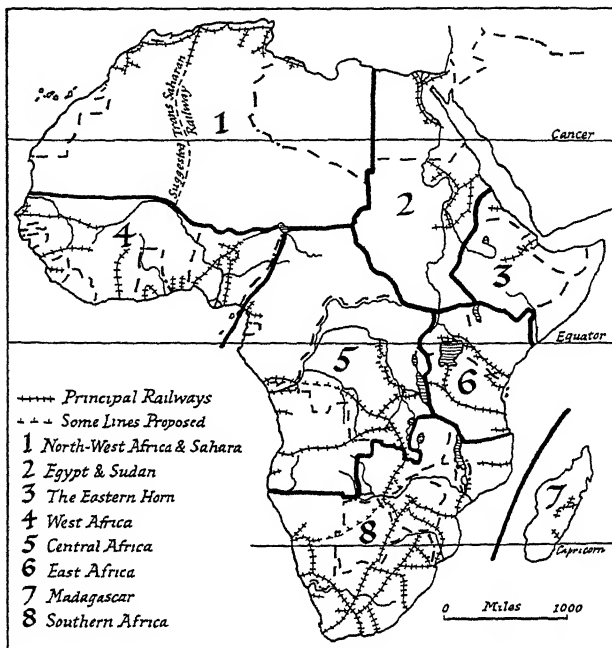 Suggested Trans Saharan
Railway
1
Cancer
2
4
3
Equator
5
6
Principal Railways
Some Lines Proposed
1 North-West Africa & Sahara
2 Egypt & Sudan
3 The Eastern Horn
4 West Africa
5 Central Africa
6 East Africa
7 Madagascar
8 Southern Africa
7
8
Capricorn
0 Miles 1000